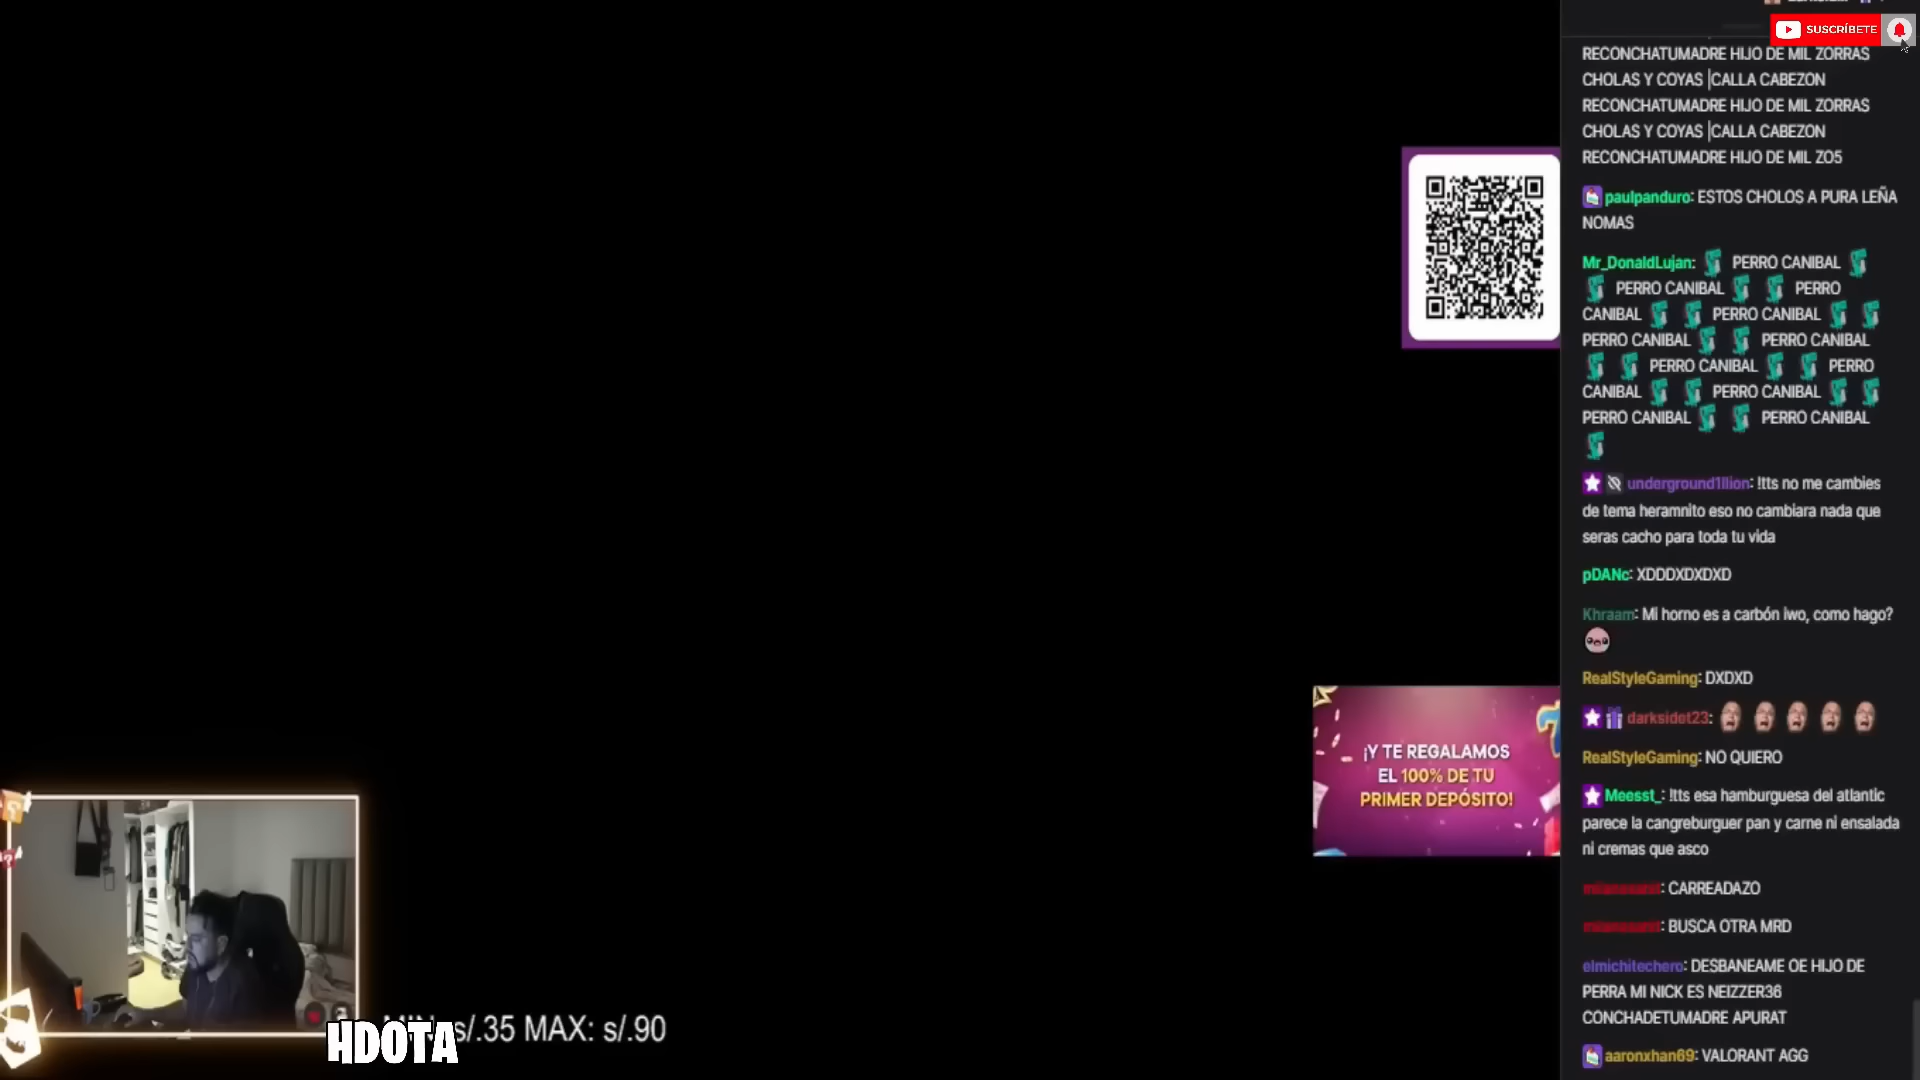 SUSCRÍBETE
RECONCHATUMADRE HIJO DE MIL ZORRAS
CHOLAS Y COYAS |CALLA CABEZON
RECONCHATUMADRE HIJO DE MIL ZORRAS
CHOLAS Y COYAS |CALLA CABEZON
RECONCHATUMADRE HIJO DE MIL ZO5
paulpanduro: ESTOS CHOLOS A PURA LEÑA
NOMAS
Mr_DonaldLujan: PERRO CANIBAL
PERRO CANIBAL PERRO
CANIBAL PERRO CANIBAL
PERRO CANIBAL PERRO CANIBAL
PERRO CANIBAL PERRO
CANIBAL PERRO CANIBAL
PERRO CANIBAL PERRO CANIBAL
underground1llion: !tts no me cambies
de tema heramnito eso no cambiara nada que
seras cacho para toda tu vida
pDANc: XDDDXDXDXD
Khraam: Mi horno es a carbón iwo, como hago?
RealStyleGaming: DXDXD
darksidet23:
RealStyleGaming: NO QUIERO
Meesst_: !tts esa hamburguesa del atlantic
parece la cangreburguer pan y carne ni ensalada
ni cremas que asco
: CARREADAZO
: BUSCA OTRA MRD
elmichitechero: DESBANEAME OE HIJO DE
PERRA MI NICK ES NEIZZER36
CONCHADETUMADRE APURAT
aaronxhan69: VALORANT AGG
¡Y TE REGALAMOS
EL 100% DE TU
PRIMER DEPÓSITO!
MIN: s/.35 MAX: s/.90
HDOTA